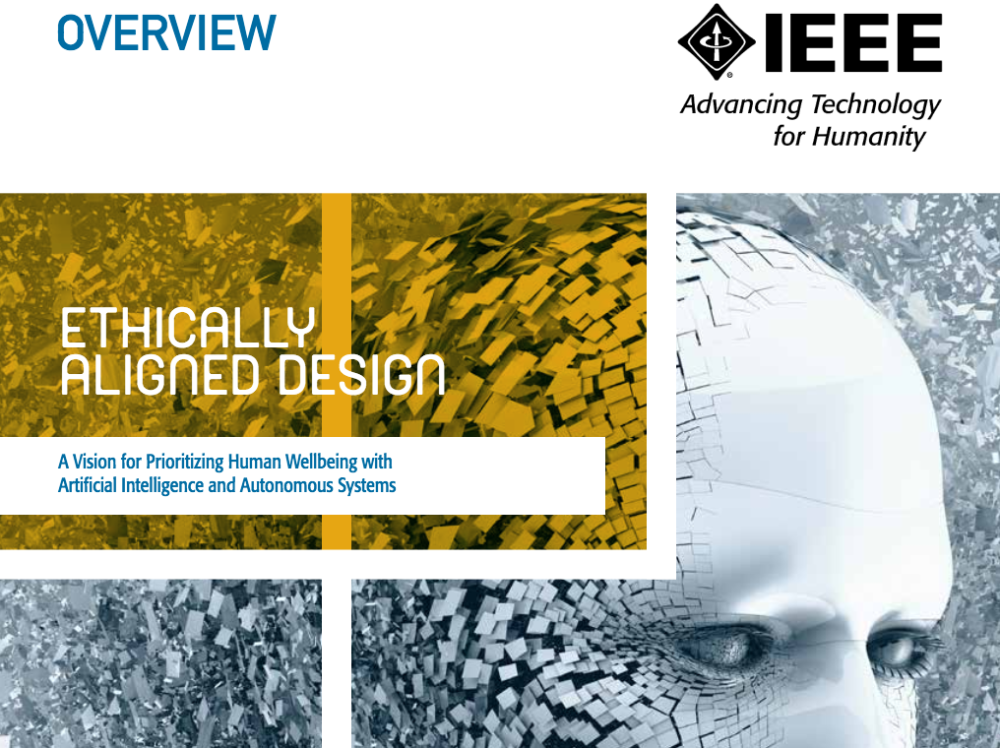 OVERVIEW
IEEE
®
Advancing Technology
for Humanity
ETHICALLY
ALIGNED DESIGN
A Vision for Prioritizing Human Wellbeing with
Artificial Intelligence and Autonomous Systems